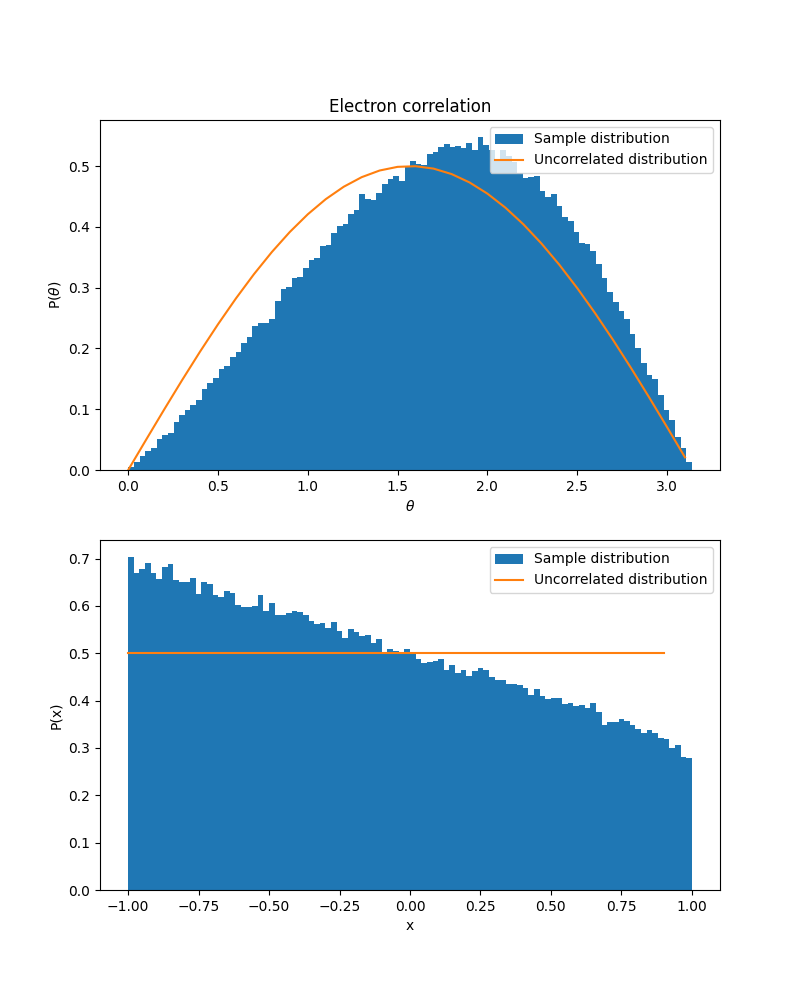 Electron correlation
Sample distribution
Uncorrelated distribution
0.5
0.4
0.3
0.2
0.1
0.0
P(θ)
0.0 0.5 1.0 1.5 2.0 2.5 3.0
θ
Sample distribution
Uncorrelated distribution
0.7
0.6
0.5
0.4
0.3
0.2
0.1
0.0
P(x)
−1.00 −0.75 −0.50 −0.25 0.00 0.25 0.50 0.75 1.00
x